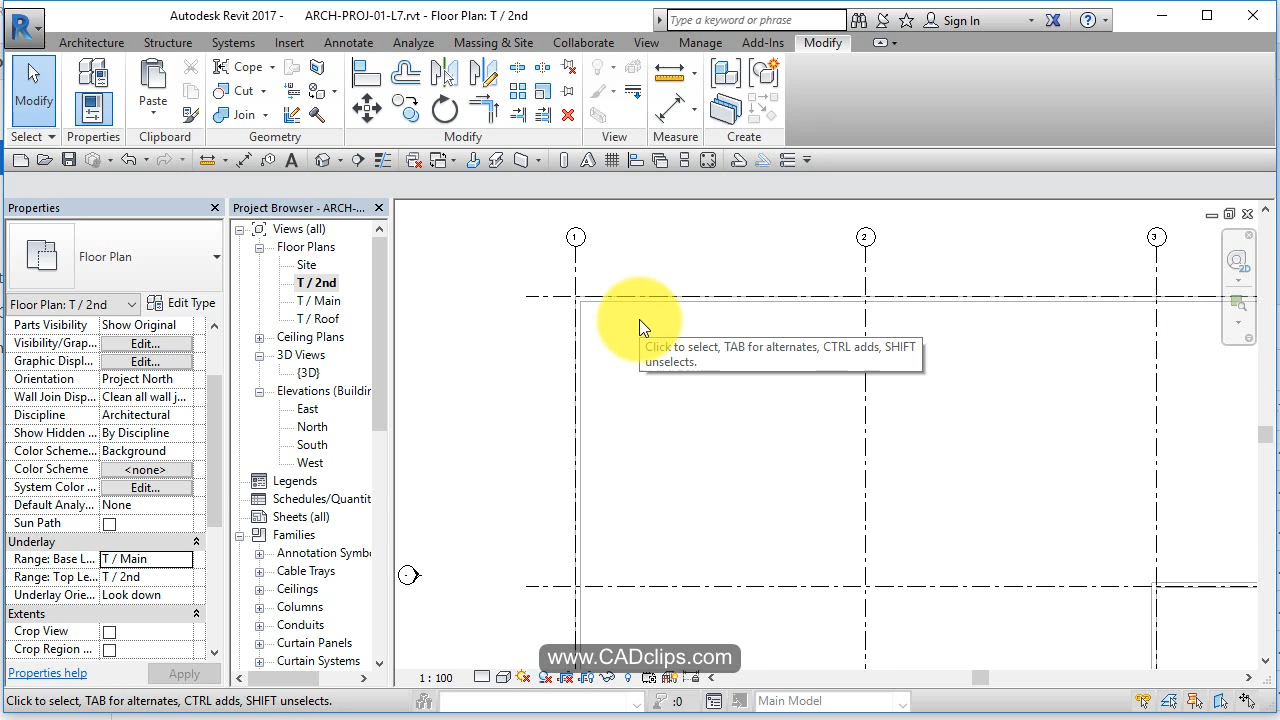 Autodesk Revit 2017 - ARCH-PROJ-01-L7.rvt - Floor Plan: T / 2nd
Type a keyword or phrase
Sign In
Architecture Structure Systems Insert Annotate Analyze Massing & Site Collaborate View Manage Add-Ins Modify
Modify
Paste
Cope
Cut
Join
Select Properties Clipboard Geometry Modify View Measure Create
Properties
Floor Plan
Floor Plan: T / 2nd Edit Type
Parts Visibility Show Original
Visibility/Grap... Edit...
Graphic Displ... Edit...
Orientation Project North
Wall Join Disp... Clean all wall j...
Discipline Architectural
Show Hidden ... By Discipline
Color Scheme... Background
Color Scheme <none>
System Color ... Edit...
Default Analy... None
Sun Path
Underlay
Range: Base L... T / Main
Range: Top Le... T / 2nd
Underlay Orie... Look down
Extents
Crop View
Crop Region ...
Properties help Apply
Project Browser - ARCH-...
Views (all)
Floor Plans
Site
T / 2nd
T / Main
T / Roof
Ceiling Plans
3D Views
{3D}
Elevations (Buildin
East
North
South
West
Legends
Schedules/Quantit
Sheets (all)
Families
Annotation Symbo
Cable Trays
Ceilings
Columns
Conduits
Curtain Panels
Curtain Systems
1 2 3
2D
Click to select, TAB for alternates, CTRL adds, SHIFT
unselects.
www.CADclips.com
1 : 100
Click to select, TAB for alternates, CTRL adds, SHIFT unselects.
:0
Main Model